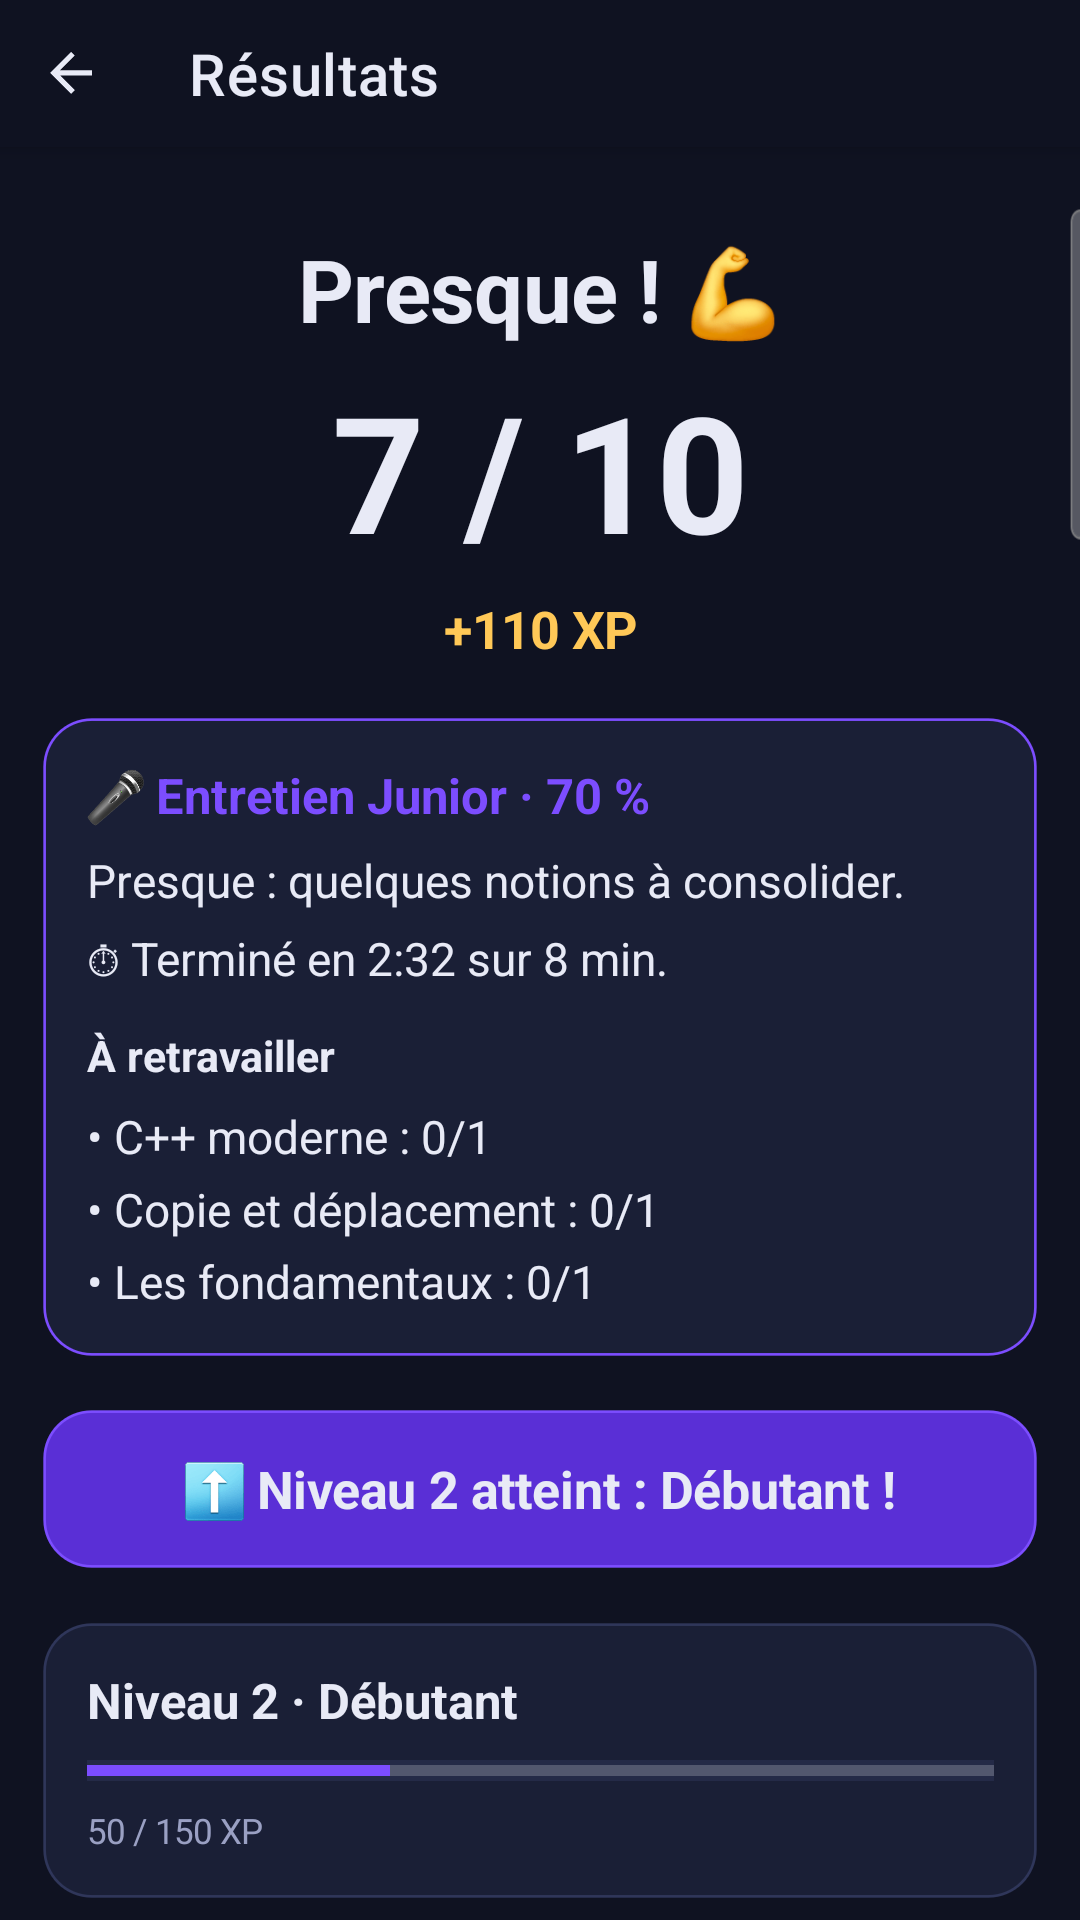 Résultats
Presque ! 💪
7 / 10
+110 XP
🎤 Entretien Junior · 70 %
Presque : quelques notions à consolider.
⏱ Terminé en 2:32 sur 8 min.
À retravailler
• C++ moderne : 0/1
• Copie et déplacement : 0/1
• Les fondamentaux : 0/1
⬆️ Niveau 2 atteint : Débutant !
Niveau 2 · Débutant
50 / 150 XP